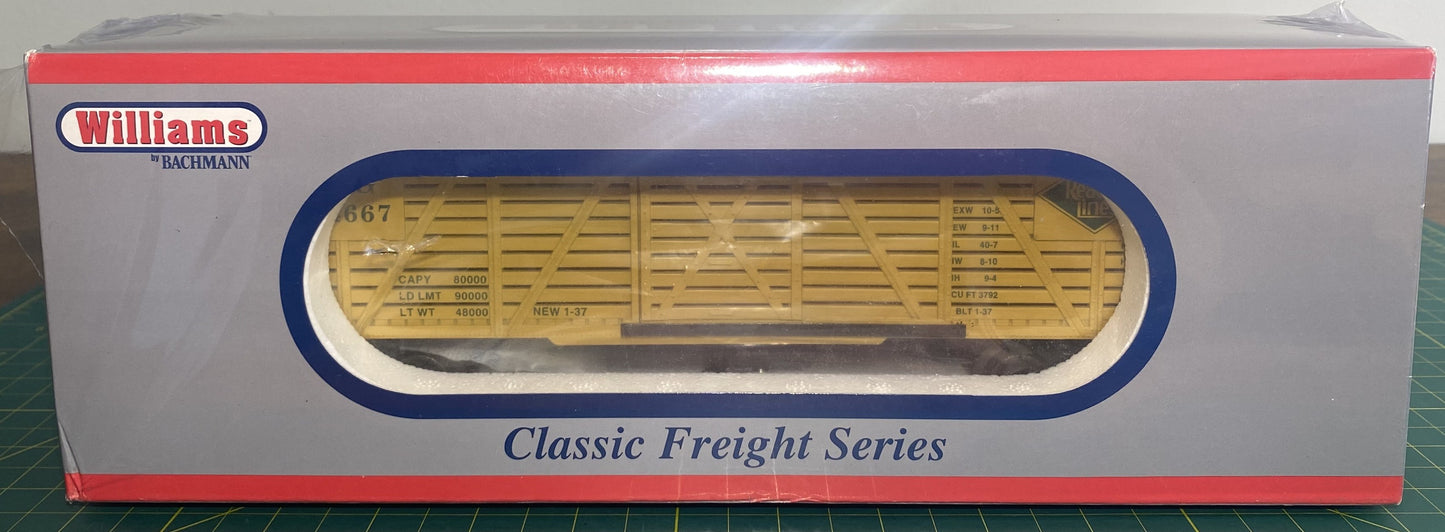 Williams
by BACHMANN
667
CAPY 80000
LD LMT 90000
LT WT 48000
NEW 1-37
Line
EXW 10-5
EW 9-11
IL 40-7
IW 8-10
IH 9-4
CU FT 3792
BLT 1-37
Classic Freight Series